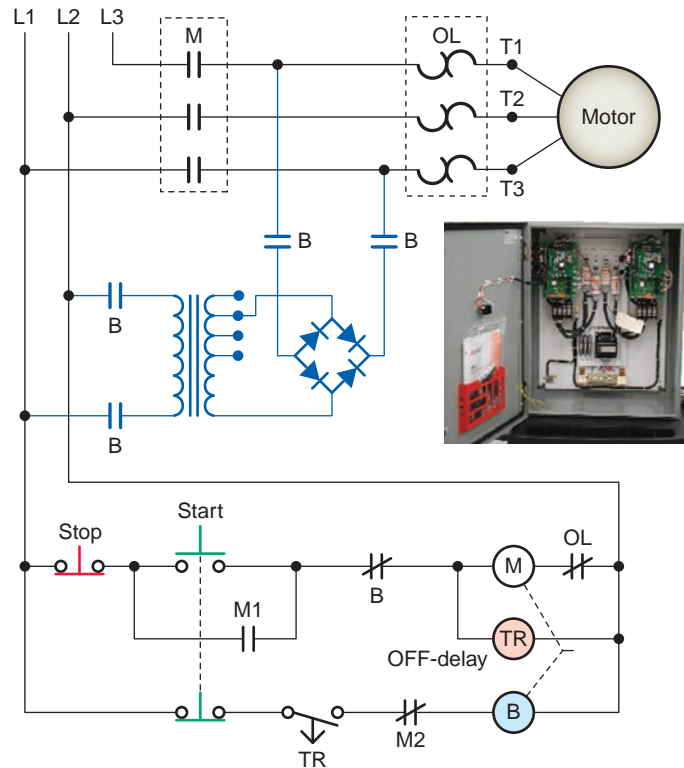 L1 L2 L3
M
OL
T1
T2
T3
Motor
B
B
B
B
Stop
Start
M1
B
M
OL
TR
OFF-delay
B
M2
TR